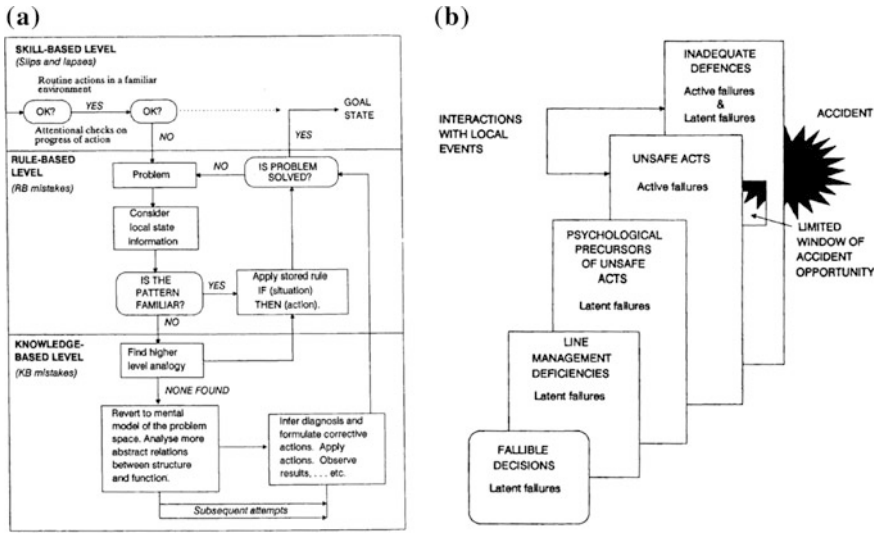 (a)
SKILL-BASED LEVEL
(Slips and lapses)
Routine actions in a familiar
environment
OK?
YES
OK?
GOAL
STATE
Attentional checks on
progress of action
NO
YES
RULE-BASED
LEVEL
(RB mistakes)
Problem
NO
IS PROBLEM
SOLVED?
Consider
local state
information
IS THE
PATTERN
FAMILIAR?
YES
Apply stored rule
IF (situation)
THEN (action).
NO
KNOWLEDGE-
BASED LEVEL
(KB mistakes)
Find higher
level analogy
NONE FOUND
Revert to mental
model of the problem
space. Analyse more
abstract relations
between structure
and function.
Infer diagnosis and
formulate corrective
actions. Apply
actions. Observe
results, . . . etc.
Subsequent attempts
(b)
INADEQUATE
DEFENCES
Active failures
&
Latent failures
ACCIDENT
INTERACTIONS
WITH LOCAL
EVENTS
UNSAFE ACTS
Active failures
LIMITED
WINDOW OF
ACCIDENT
OPPORTUNITY
PSYCHOLOGICAL
PRECURSORS
OF UNSAFE
ACTS
Latent failures
LINE
MANAGEMENT
DEFICIENCIES
Latent failures
FALLIBLE
DECISIONS
Latent failures